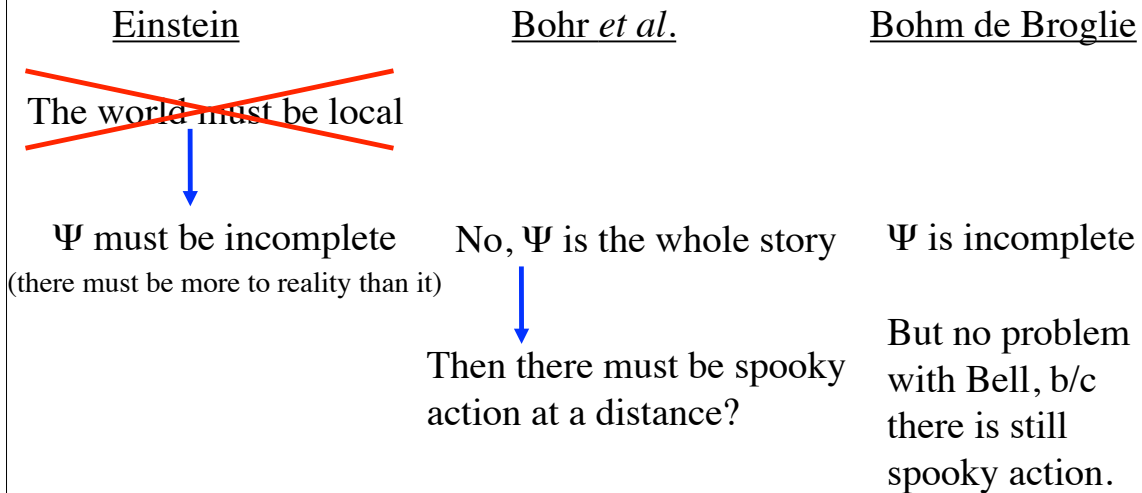 Einstein
Bohr et al.
Bohm de Broglie
The world must be local
Ψ must be incomplete
(there must be more to reality than it)
No, Ψ is the whole story
Then there must be spooky
action at a distance?
Ψ is incomplete
But no problem
with Bell, b/c
there is still
spooky action.